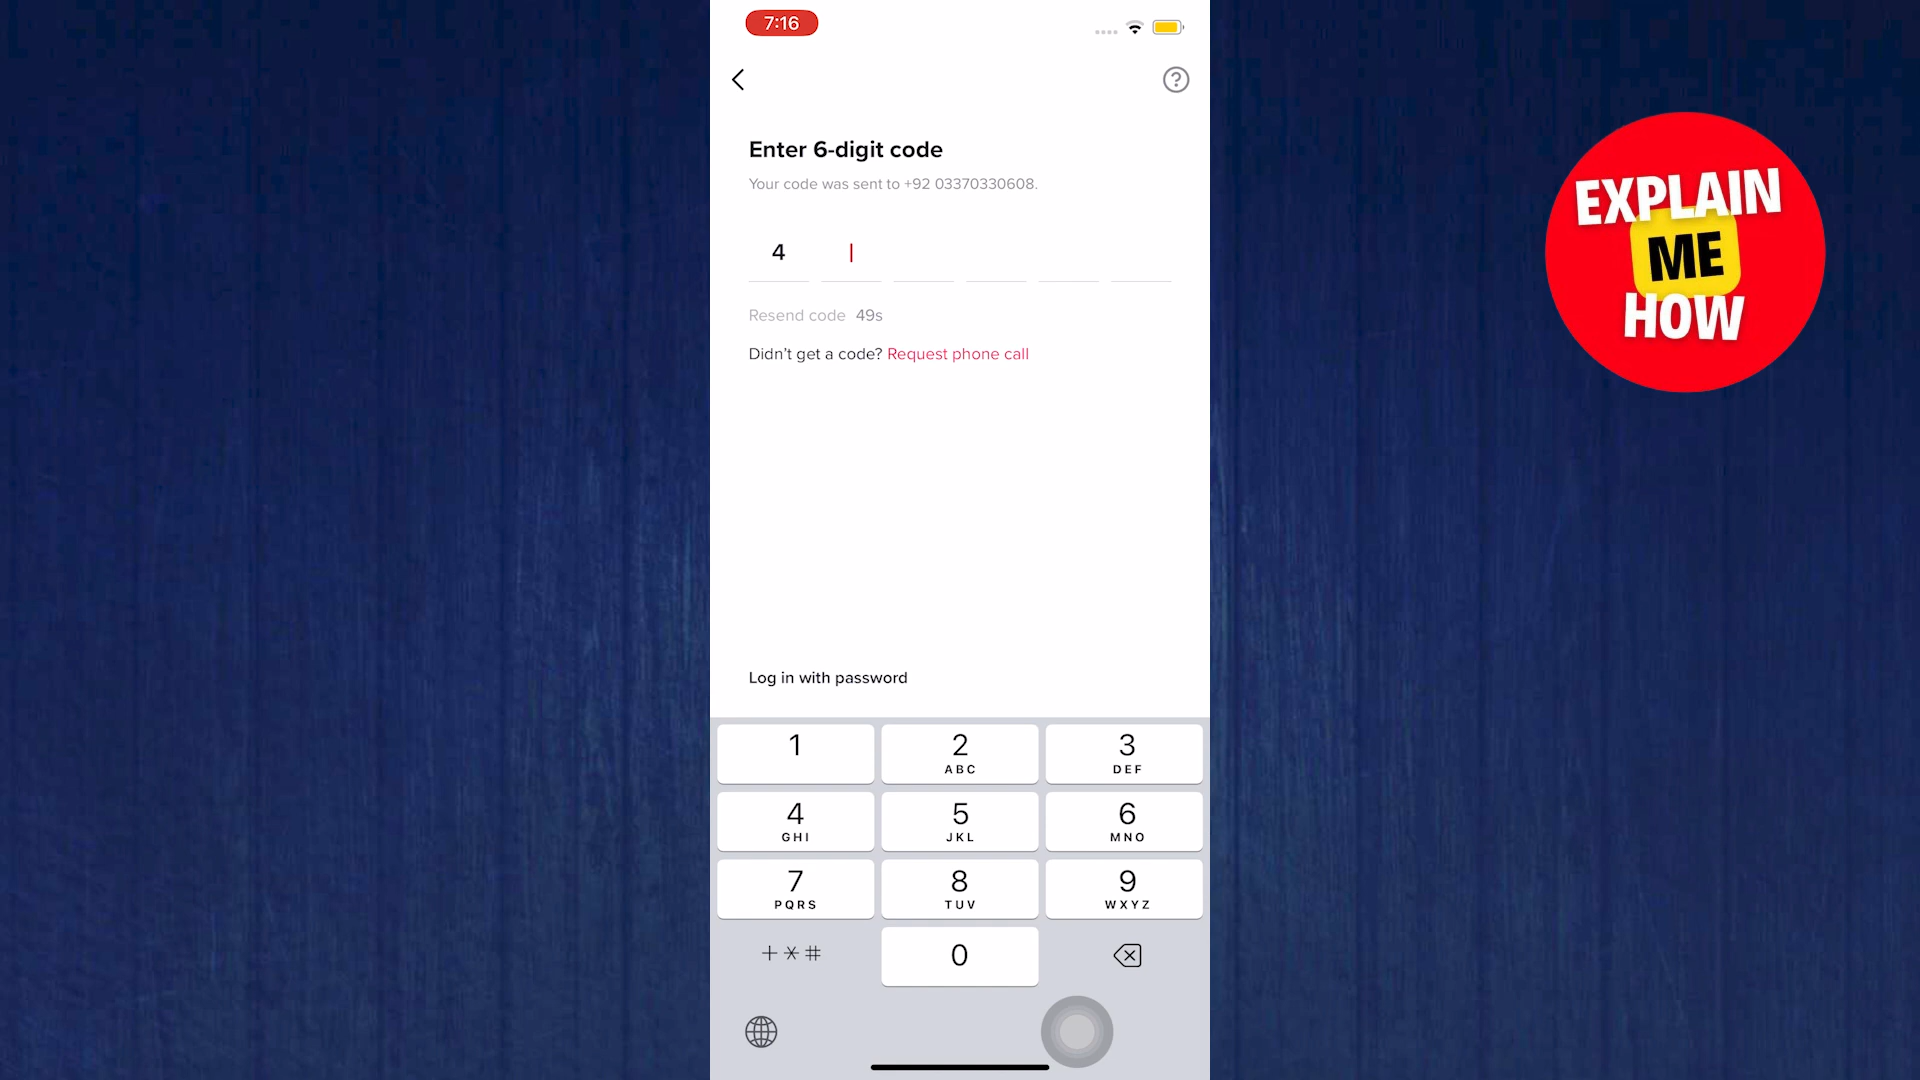 7:16
Enter 6-digit code
Your code was sent to +92 03370330608.
4
Resend code 49s
Didn't get a code? Request phone call
Log in with password
1
2
ABC
3
DEF
4
GHI
5
JKL
6
MNO
7
PQRS
8
TUV
9
WXYZ
+*#
0
EXPLAIN
ME
HOW